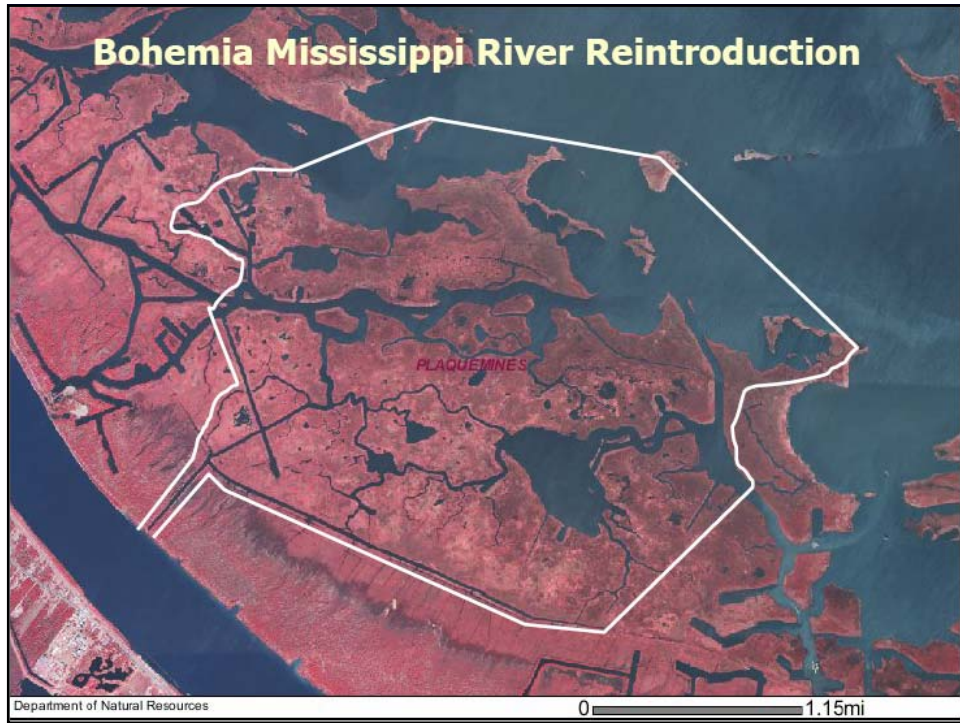 Bohemia Mississippi River Reintroduction
PLAQUEMINES
Department of Natural Resources
0 1.15mi